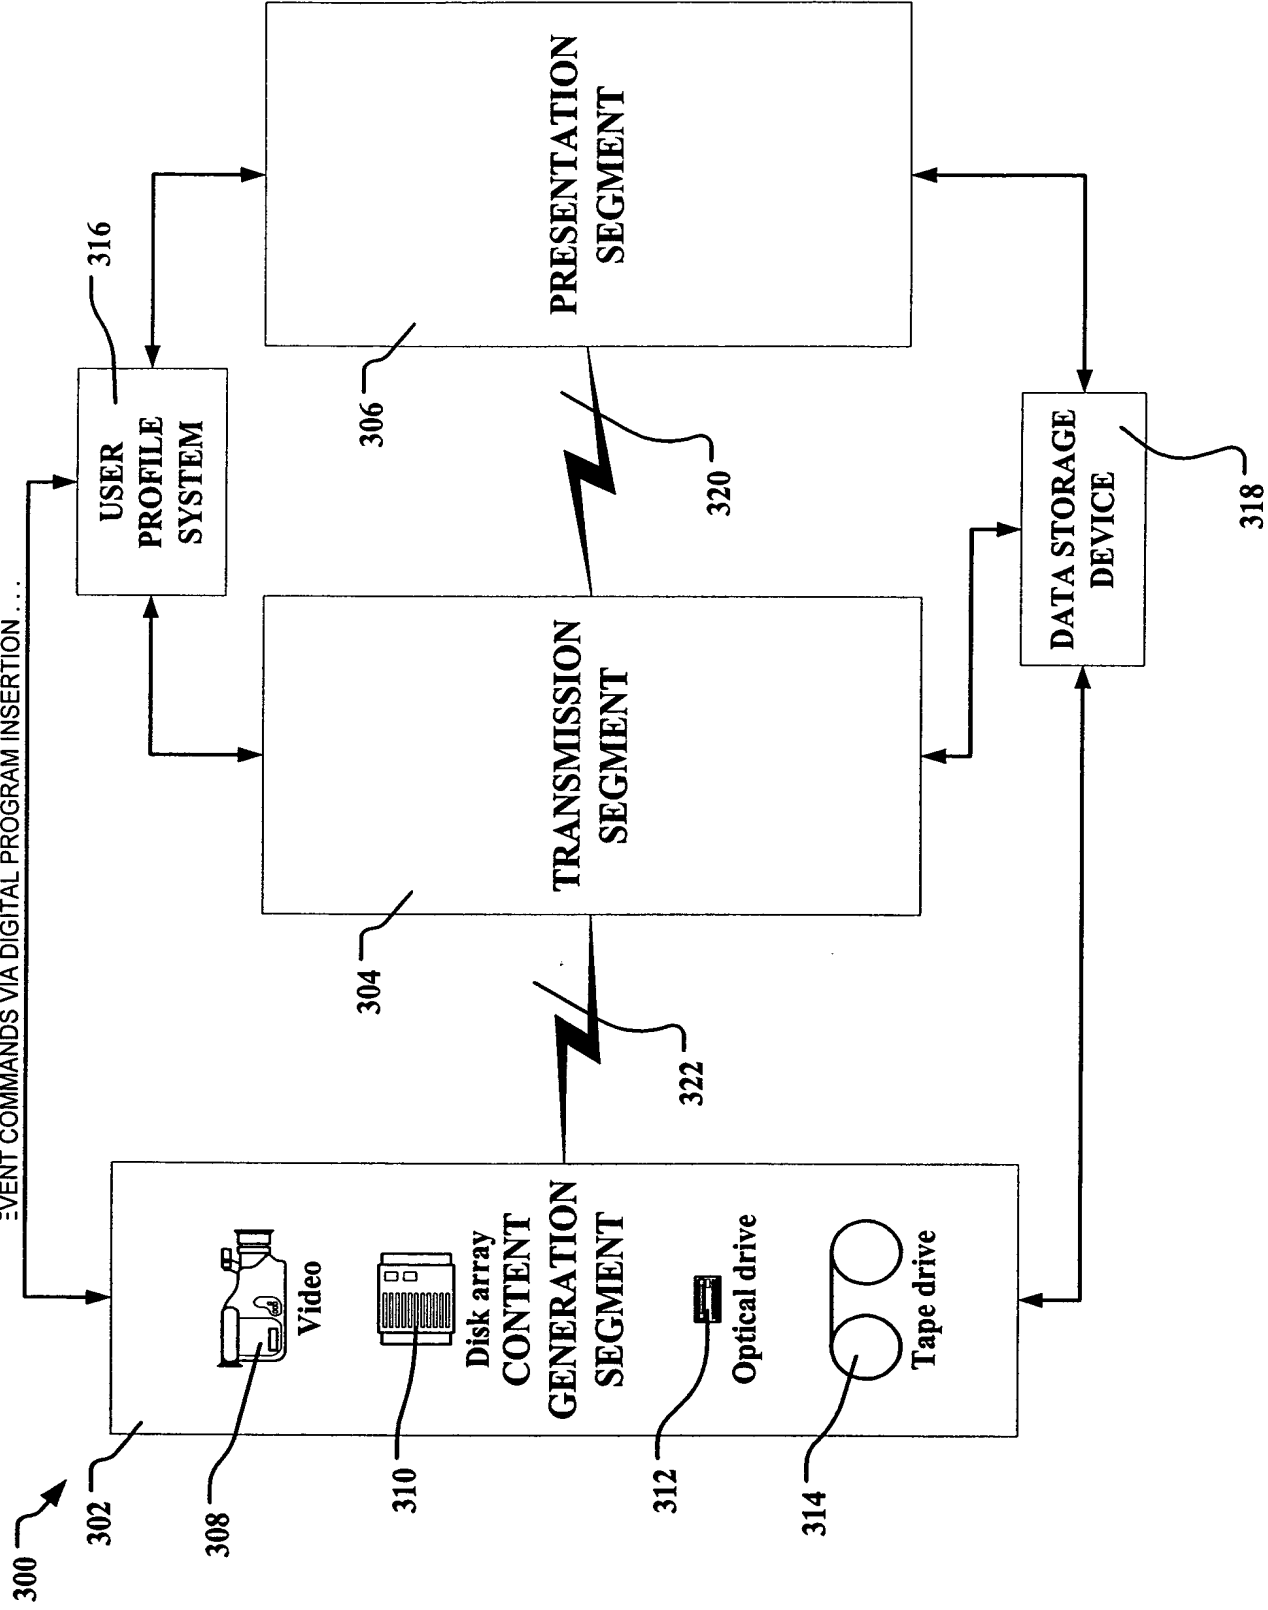 EVENT COMMANDS VIA DIGITAL PROGRAM INSERTION . . .
300
302
308
Video
310
Disk array
CONTENT
GENERATION
SEGMENT
312
Optical drive
314
Tape drive
322
304
TRANSMISSION
SEGMENT
320
306
PRESENTATION
SEGMENT
316
USER
PROFILE
SYSTEM
DATA STORAGE
DEVICE
318